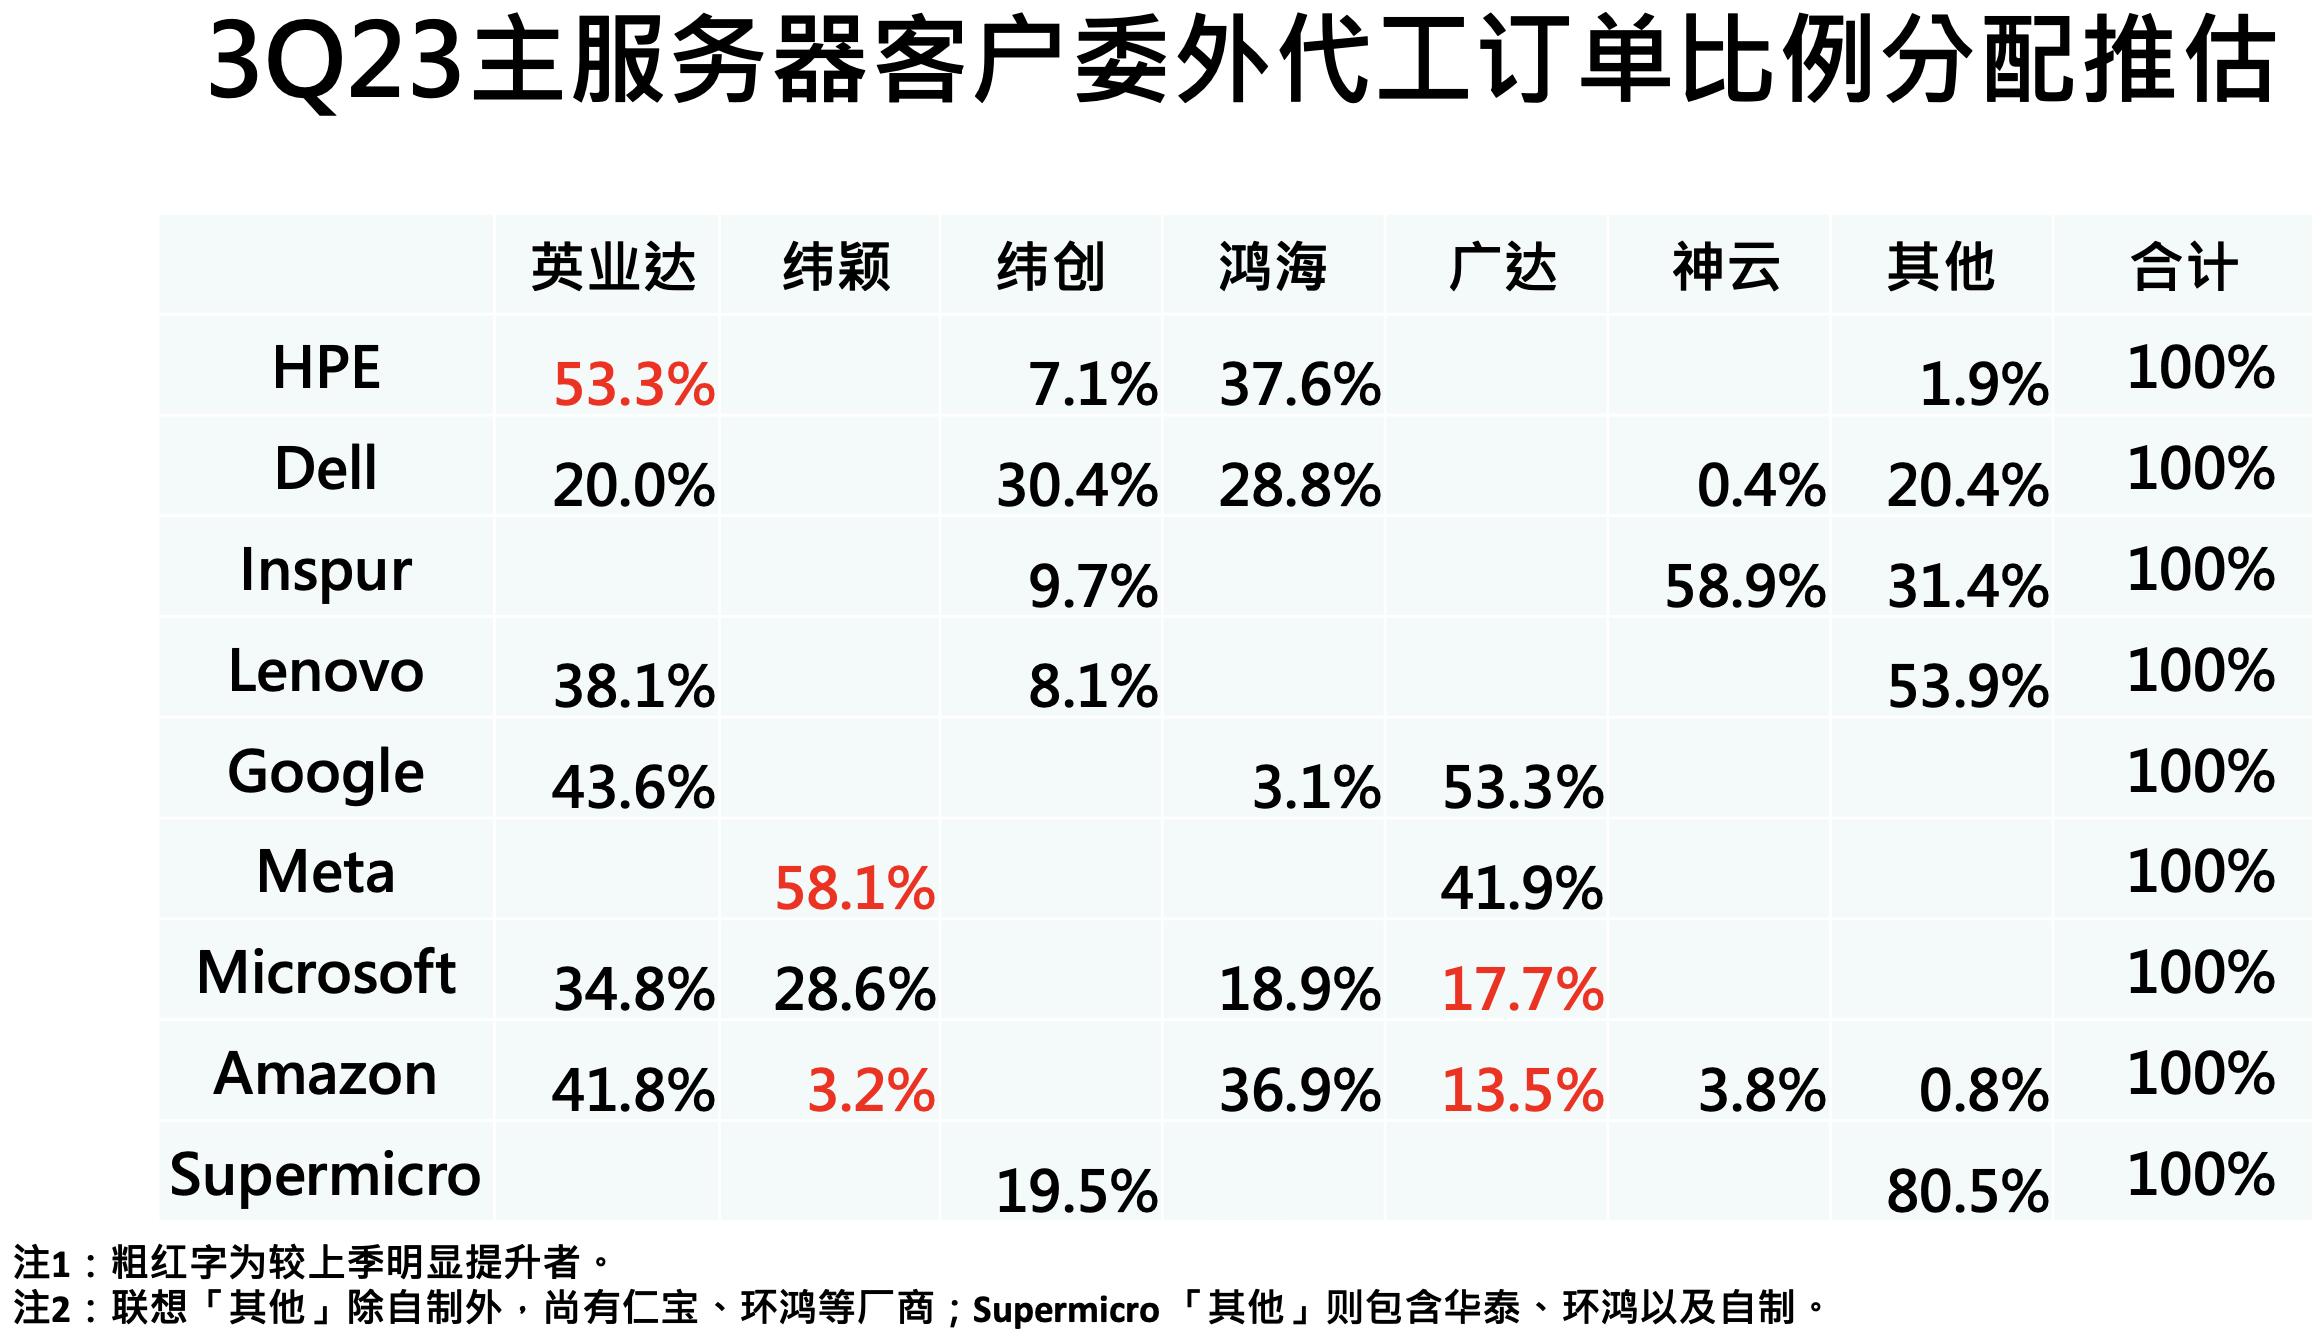 3Q23主服务器客户委外代工订单比例分配推估
英业达 纬颖 纬创 鸿海 广达 神云 其他 合计
HPE 53.3% 7.1% 37.6% 1.9% 100%
Dell 20.0% 30.4% 28.8% 0.4% 20.4% 100%
Inspur 9.7% 58.9% 31.4% 100%
Lenovo 38.1% 8.1% 53.9% 100%
Google 43.6% 3.1% 53.3% 100%
Meta 58.1% 41.9% 100%
Microsoft 34.8% 28.6% 18.9% 17.7% 100%
Amazon 41.8% 3.2% 36.9% 13.5% 3.8% 0.8% 100%
Supermicro 19.5% 80.5% 100%
注1：粗红字为较上季明显提升者。
注2：联想「其他」除自制外，尚有仁宝、环鸿等厂商；Supermicro「其他」则包含华泰、环鸿以及自制。